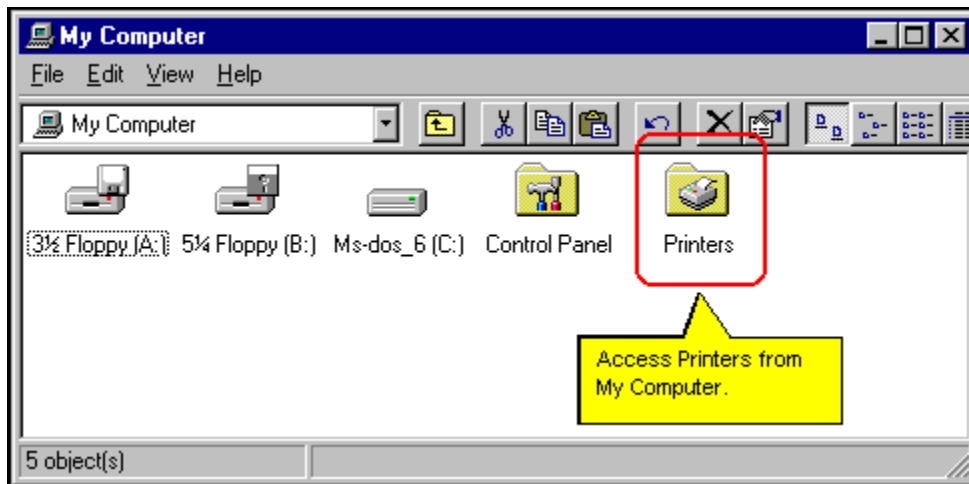 My Computer
File Edit View Help
My Computer
3½ Floppy (A:) 5¼ Floppy (B:) Ms-dos_6 (C:) Control Panel Printers
Access Printers from
My Computer.
5 object(s)